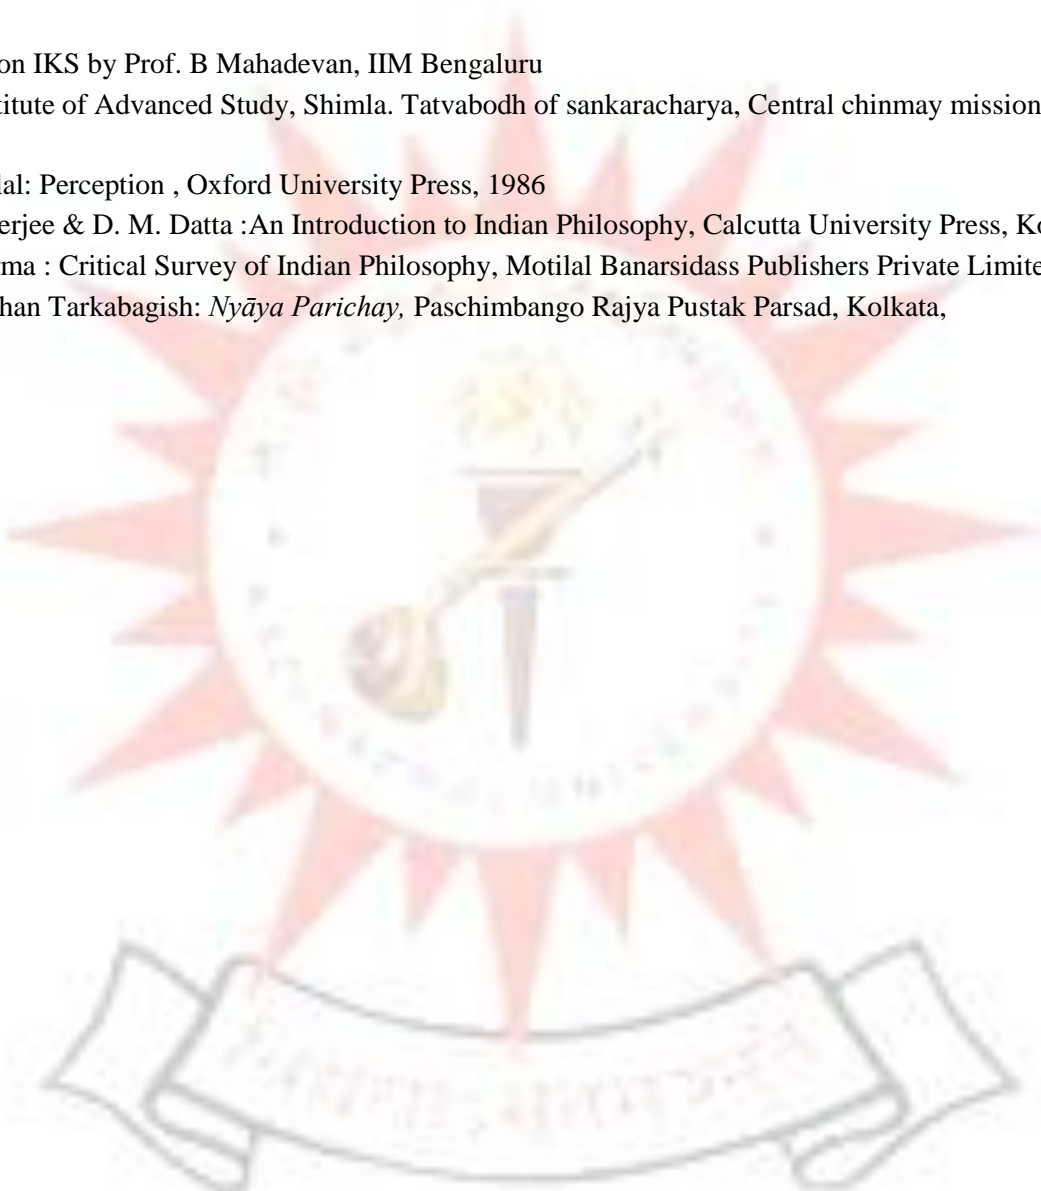 on IKS by Prof. B Mahadevan, IIM Bengaluru
titute of Advanced Study, Shimla. Tatvabodh of sankaracharya, Central chinmay mission
lal: Perception , Oxford University Press, 1986
erjee & D. M. Datta :An Introduction to Indian Philosophy, Calcutta University Press, Ko
rma : Critical Survey of Indian Philosophy, Motilal Banarsidass Publishers Private Limite
han Tarkabagish: Nyāya Parichay, Paschimbango Rajya Pustak Parsad, Kolkata,